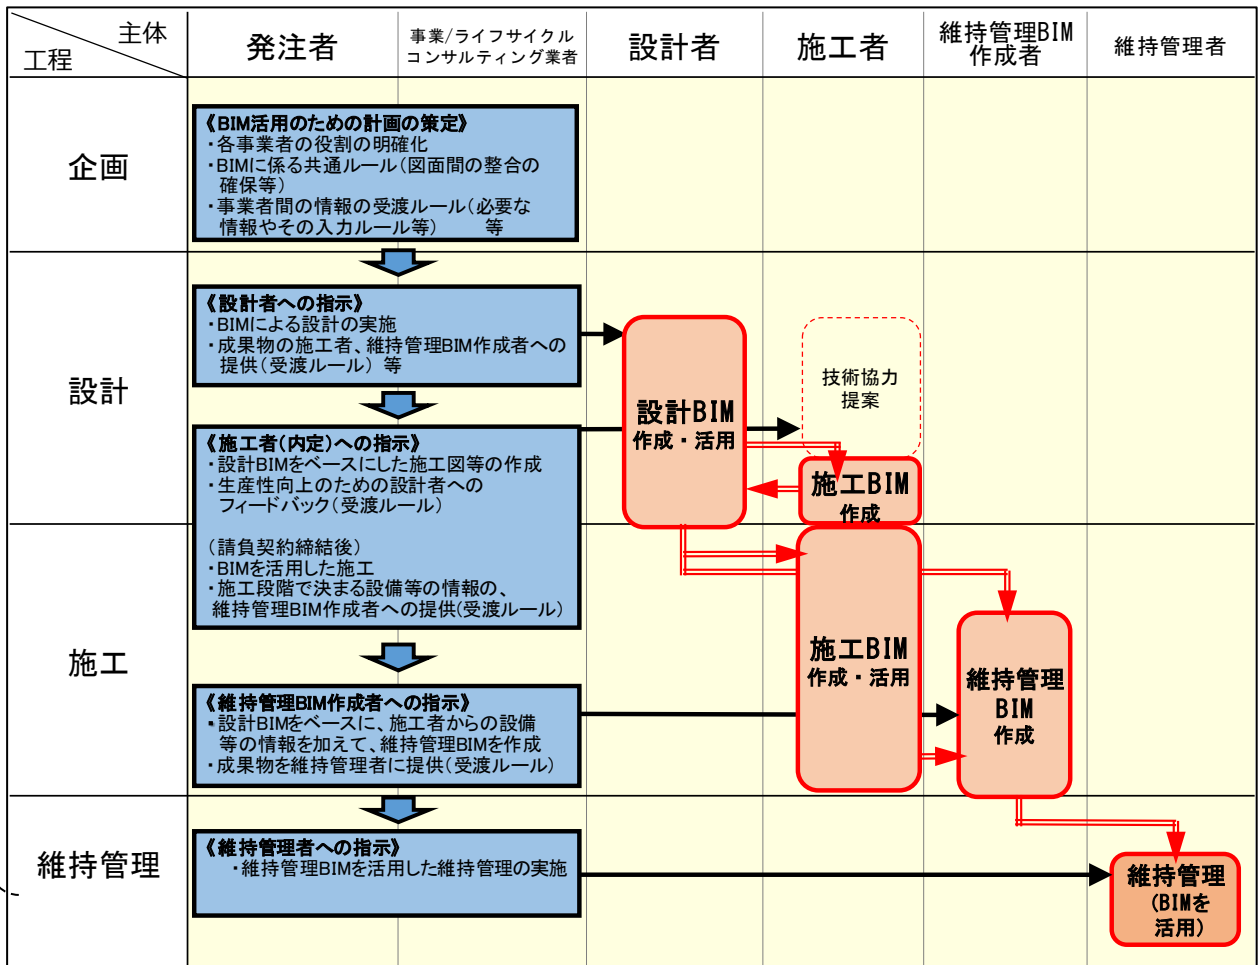 主体
工程
発注者
事業/ライフサイクル
コンサルティング業者
設計者
施工者
維持管理BIM
作成者
維持管理者
企画
《BIM活用のための計画の策定》
・各事業者の役割の明確化
・BIMに係る共通ルール(図面間の整合の
確保等)
・事業者間の情報の受渡ルール(必要な
情報やその入力ルール等) 等
設計
《設計者への指示》
・BIMによる設計の実施
・成果物の施工者、維持管理BIM作成者への
提供(受渡ルール) 等
設計BIM
作成・活用
技術協力
提案
《施工者(内定)への指示》
・設計BIMをベースにした施工図等の作成
・生産性向上のための設計者への
フィードバック(受渡ルール)
施工BIM
作成
施工
(請負契約締結後)
・BIMを活用した施工
・施工段階で決まる設備等の情報の、
維持管理BIM作成者への提供(受渡ルール)
施工BIM
作成・活用
維持管理
BIM
作成
《維持管理BIM作成者への指示》
・設計BIMをベースに、施工者からの設備
等の情報を加えて、維持管理BIMを作成
・成果物を維持管理者に提供(受渡ルール)
維持管理
《維持管理者への指示》
・維持管理BIMを活用した維持管理の実施
維持管理
(BIMを
活用)